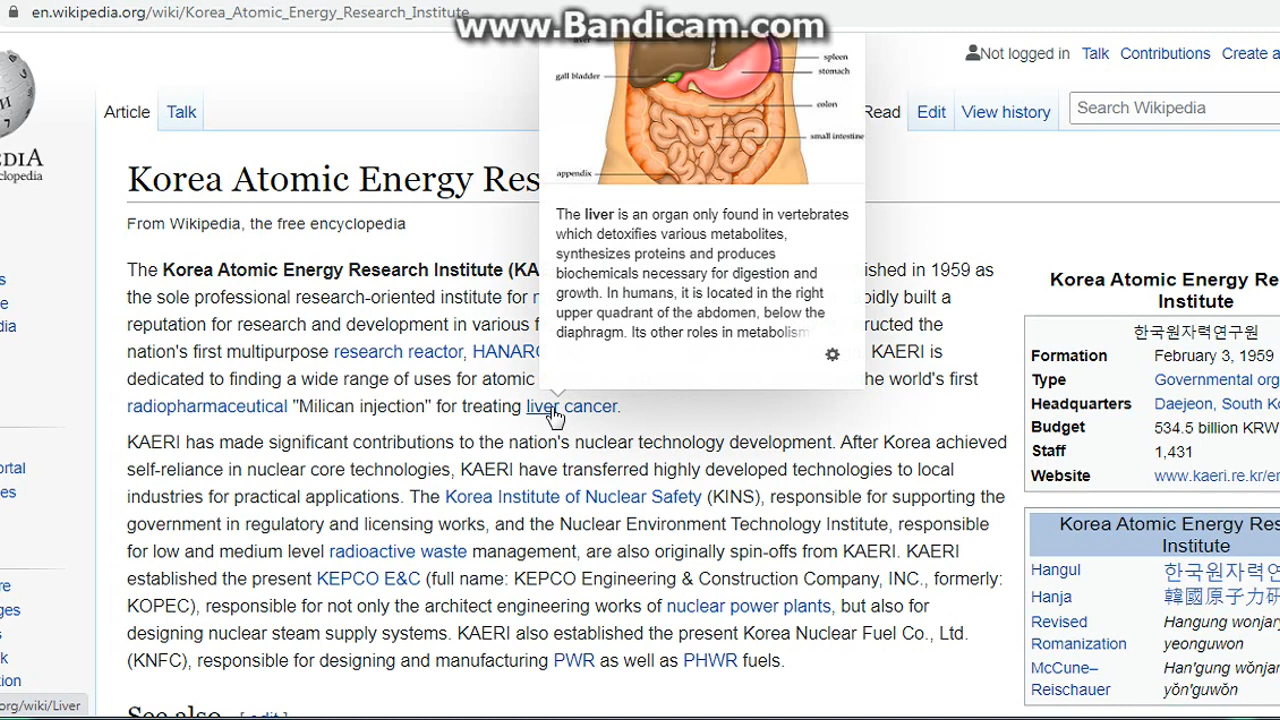 en.wikipedia.org/wiki/Korea_Atomic_Energy_Research_Institute
www.Bandicam.com
Not logged in Talk Contributions Create a
Article Talk
Read Edit View history Search Wikipedia
Korea Atomic Energy Res
From Wikipedia, the free encyclopedia
spleen
gall bladder
stomach
colon
small intestine
appendix
The liver is an organ only found in vertebrates
which detoxifies various metabolites,
synthesizes proteins and produces
biochemicals necessary for digestion and
growth. In humans, it is located in the right
upper quadrant of the abdomen, below the
diaphragm. Its other roles in metabolism
The Korea Atomic Energy Research Institute (KA
ished in 1959 as
the sole professional research-oriented institute for
pidly built a
reputation for research and development in various f
ructed the
nation's first multipurpose research reactor, HANARO
KAERI is
dedicated to finding a wide range of uses for atomic
he world's first
radiopharmaceutical "Milican injection" for treating liver cancer.
KAERI has made significant contributions to the nation's nuclear technology development. After Korea achieved
self-reliance in nuclear core technologies, KAERI have transferred highly developed technologies to local
industries for practical applications. The Korea Institute of Nuclear Safety (KINS), responsible for supporting the
government in regulatory and licensing works, and the Nuclear Environment Technology Institute, responsible
for low and medium level radioactive waste management, are also originally spin-offs from KAERI. KAERI
established the present KEPCO E&C (full name: KEPCO Engineering & Construction Company, INC., formerly:
KOPEC), responsible for not only the architect engineering works of nuclear power plants, but also for
designing nuclear steam supply systems. KAERI also established the present Korea Nuclear Fuel Co., Ltd.
(KNFC), responsible for designing and manufacturing PWR as well as PHWR fuels.
See also [ edit ]
Korea Atomic Energy Re
Institute
한국원자력연구원
Formation February 3, 1959
Type Governmental org
Headquarters Daejeon, South Ko
Budget 534.5 billion KRW
Staff 1,431
Website www.kaeri.re.kr/en
Korea Atomic Energy Res
Institute
Hangul 한국원자력연
Hanja 韓國原子力研
Revised Hangug wonjary
Romanization yeonguwon
McCune– Han'gung wŏnjar
Reischauer yŏn'guwŏn
org/wiki/Liver